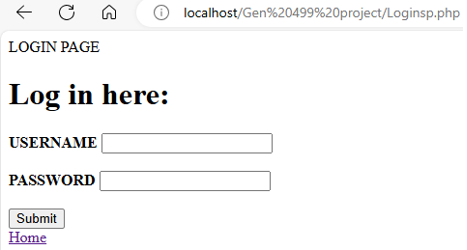 localhost/Gen%20499%20project/Loginsp.php
LOGIN PAGE
Log in here:
USERNAME
PASSWORD
Submit
Home